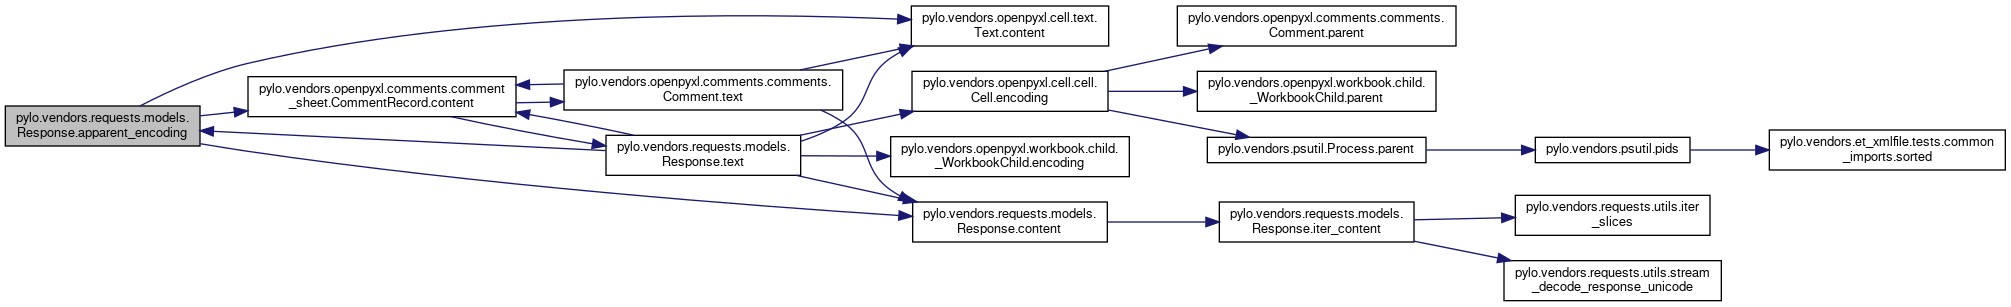 pylo.vendors.requests.models.
Response.apparent_encoding
pylo.vendors.openpyxl.comments.comment
_sheet.CommentRecord.content
pylo.vendors.openpyxl.comments.comments.
Comment.text
pylo.vendors.requests.models.
Response.text
pylo.vendors.openpyxl.cell.text.
Text.content
pylo.vendors.openpyxl.cell.cell.
Cell.encoding
pylo.vendors.openpyxl.workbook.child.
_WorkbookChild.encoding
pylo.vendors.requests.models.
Response.content
pylo.vendors.openpyxl.comments.comments.
Comment.parent
pylo.vendors.openpyxl.workbook.child.
_WorkbookChild.parent
pylo.vendors.psutil.Process.parent
pylo.vendors.requests.models.
Response.iter_content
pylo.vendors.psutil.pids
pylo.vendors.requests.utils.iter
_slices
pylo.vendors.requests.utils.stream
_decode_response_unicode
pylo.vendors.et_xmlfile.tests.common
_imports.sorted